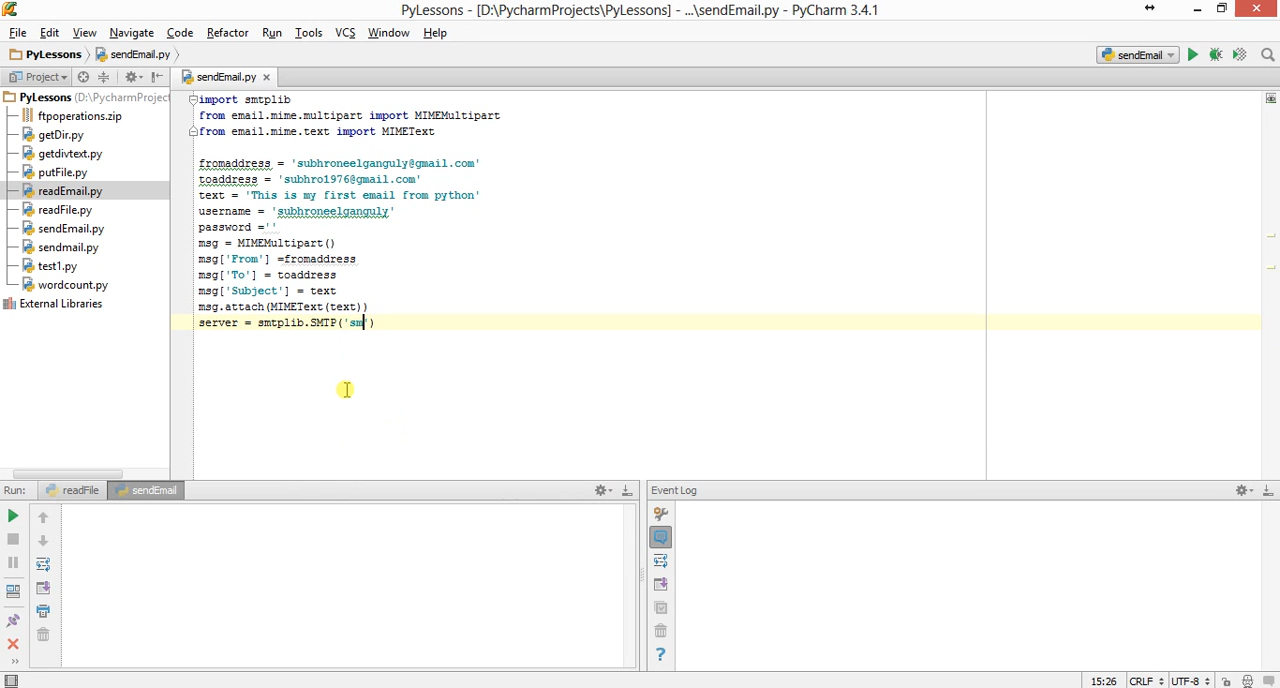 PyLessons - [D:\PycharmProjects\PyLessons] - ...\sendEmail.py - PyCharm 3.4.1
File Edit View Navigate Code Refactor Run Tools VCS Window Help
PyLessons sendEmail.py sendEmail
Project sendEmail.py ×
PyLessons (D:\PycharmProject
ftpoperations.zip
getDir.py
getdivtext.py
putFile.py
readEmail.py
readFile.py
sendEmail.py
sendmail.py
test1.py
wordcount.py
External Libraries
import smtplib
from email.mime.multipart import MIMEMultipart
from email.mime.text import MIMEText
fromaddress = 'subhroneelganguly@gmail.com'
toaddress = 'subhro1976@gmail.com'
text = 'This is my first email from python'
username = 'subhroneelganguly'
password =''
msg = MIMEMultipart()
msg['From'] =fromaddress
msg['To'] = toaddress
msg['Subject'] = text
msg.attach(MIMEText(text))
server = smtplib.SMTP('sm')
Run: readFile sendEmail
Event Log
15:26 CRLF UTF-8